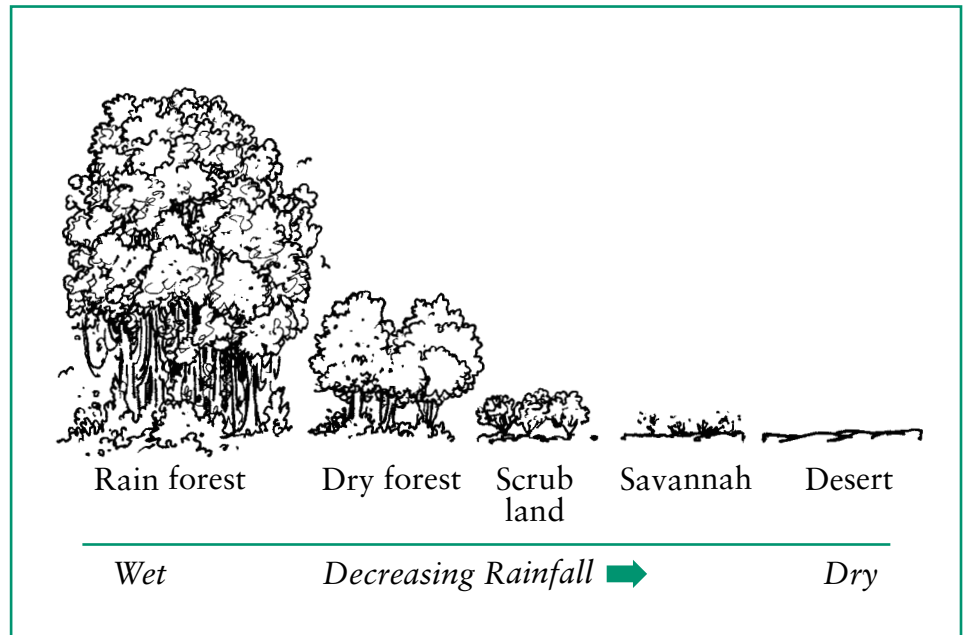 Rain forest Dry forest Scrub land Savannah Desert
Wet Decreasing Rainfall Dry